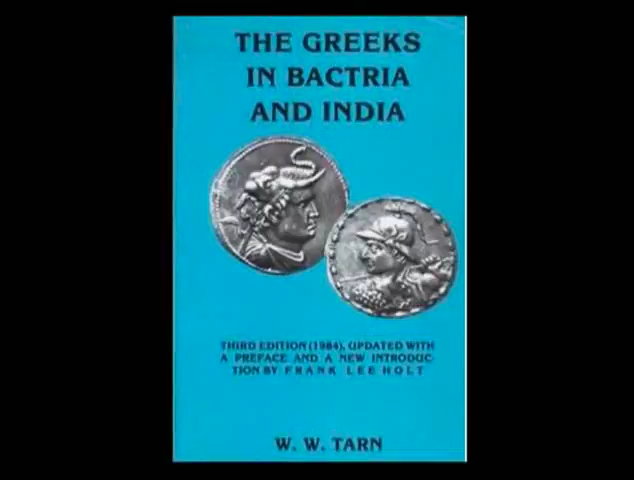 THE GREEKS
IN BACTRIA
AND INDIA
THIRD EDITION (1984), UPDATED WITH
A PREFACE AND A NEW INTRODUC-
TION BY FRANK LEE HOLT
W. W. TARN